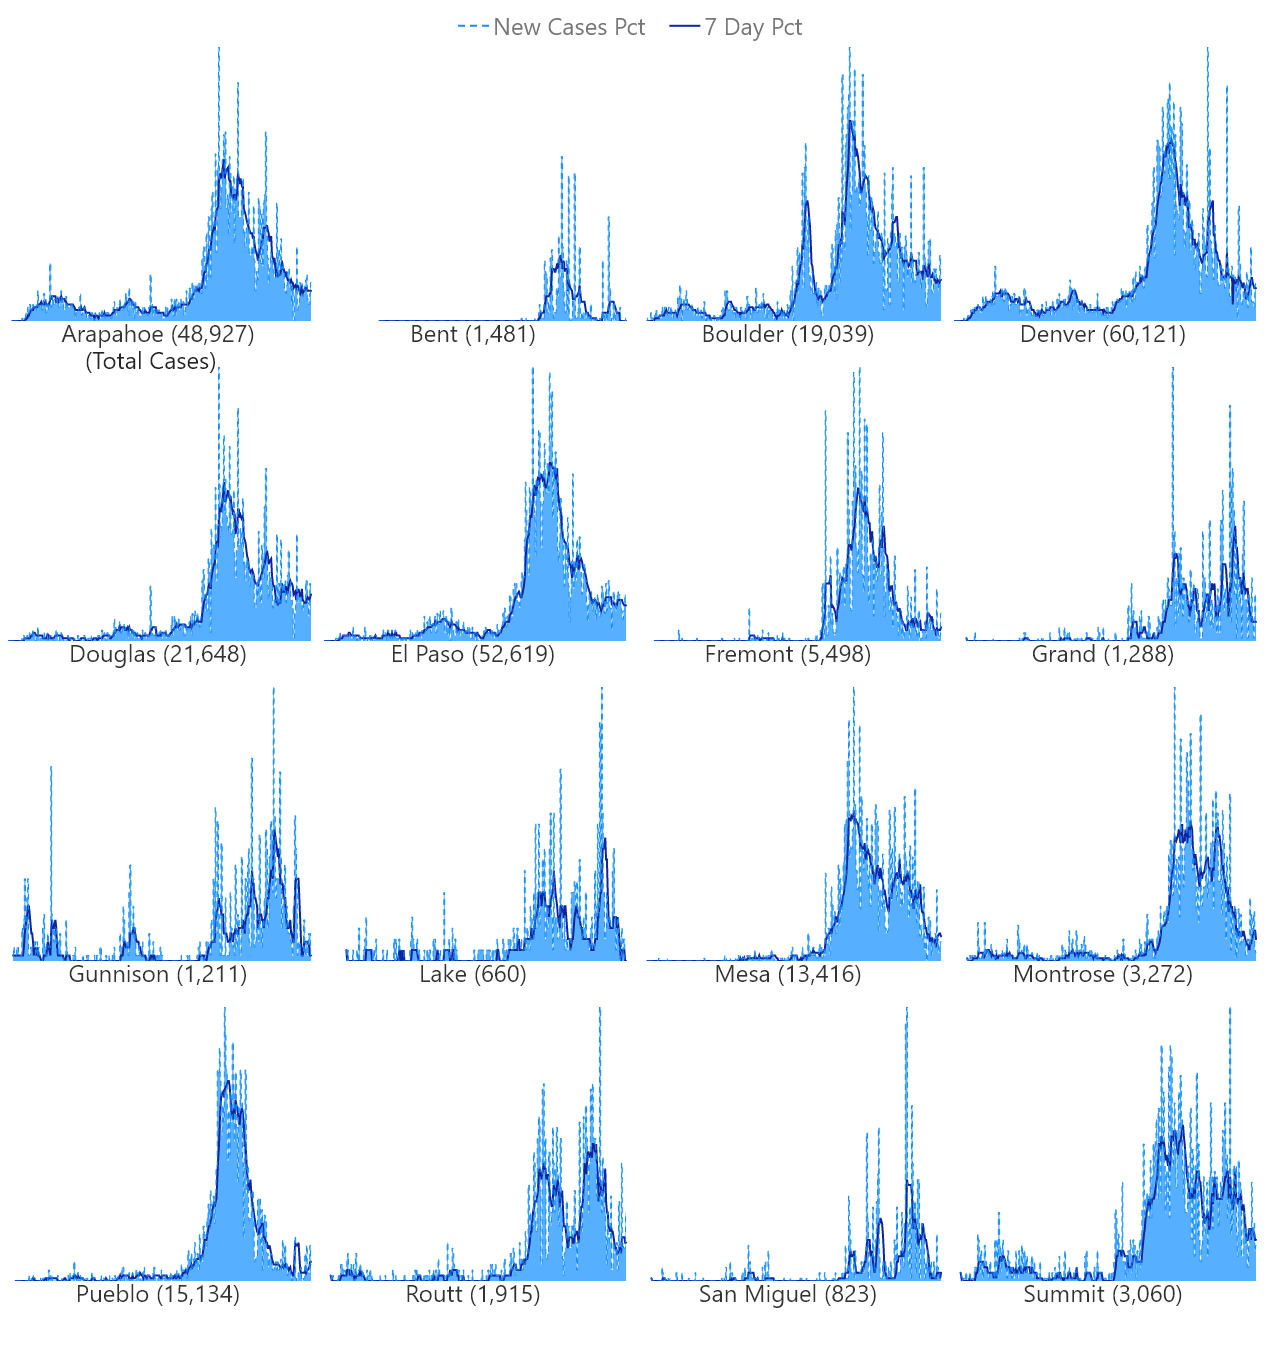 New Cases Pct 7 Day Pct
Arapahoe (48,927) Bent (1,481) Boulder (19,039) Denver (60,121)
(Total Cases)
Douglas (21,648) El Paso (52,619) Fremont (5,498) Grand (1,288)
Gunnison (1,211) Lake (660) Mesa (13,416) Montrose (3,272)
Pueblo (15,134) Routt (1,915) San Miguel (823) Summit (3,060)